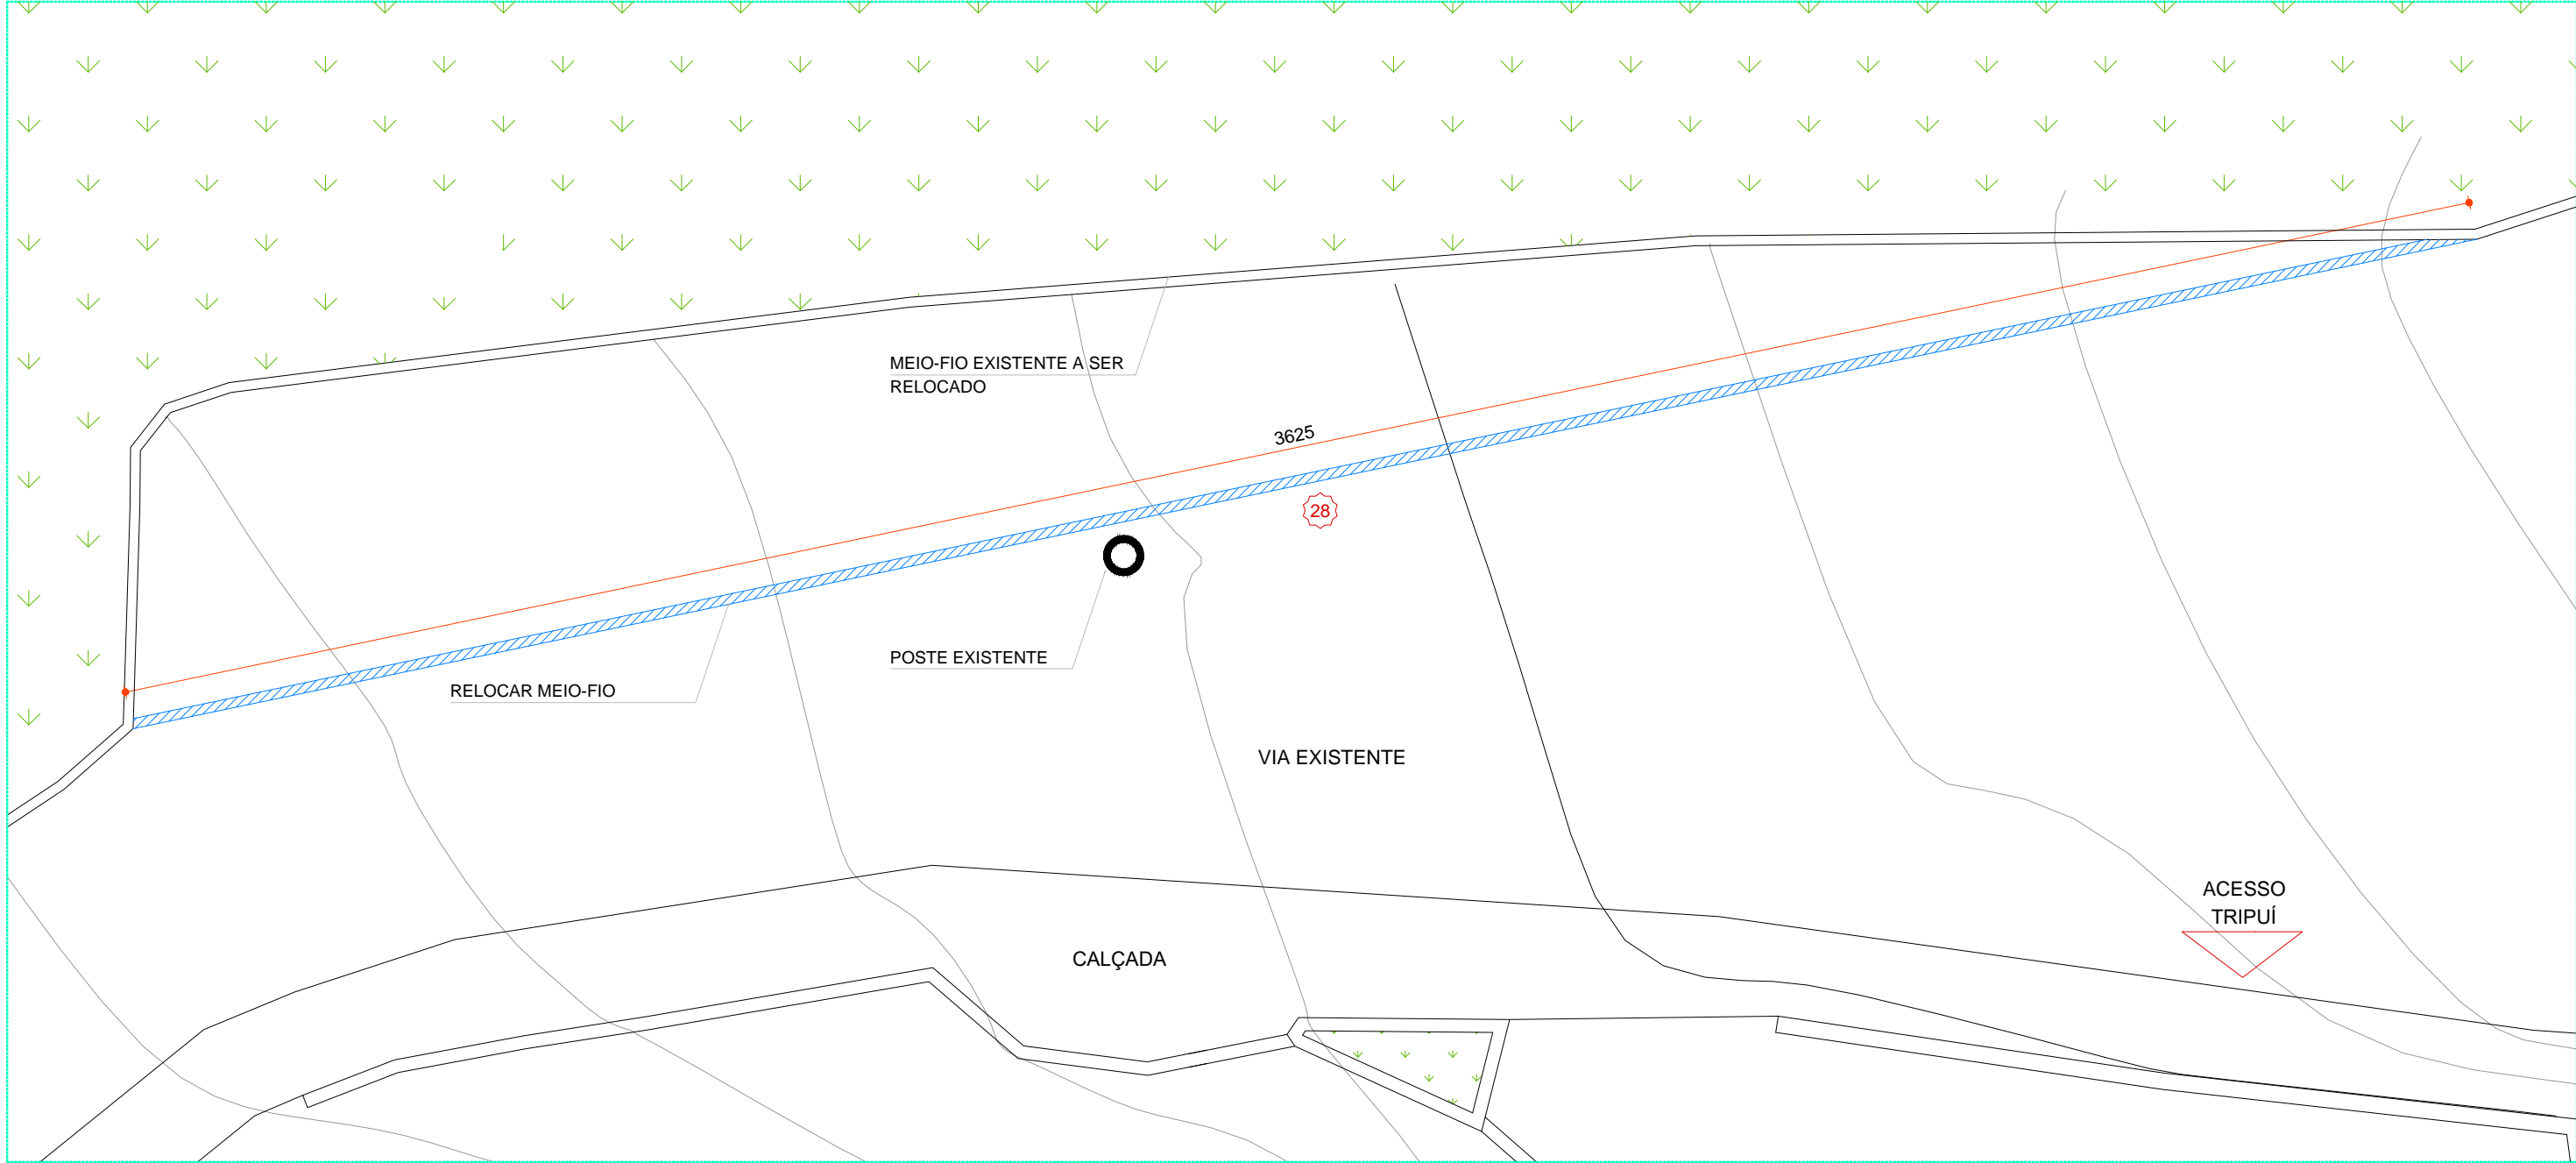 MEIO-FIO EXISTENTE A SER
RELOCADO
3625
28
POSTE EXISTENTE
RELOCAR MEIO-FIO
VIA EXISTENTE
ACESSO
TRIPUÍ
CALÇADA